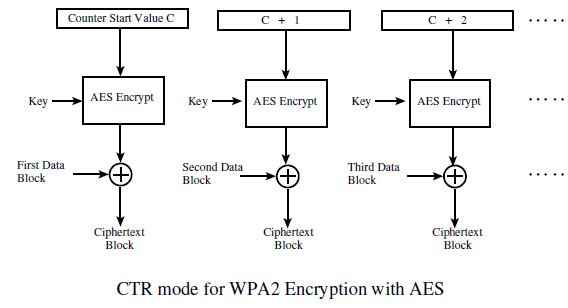 Counter Start Value C
C + 1
C + 2
.....
Key
AES Encrypt
Key
AES Encrypt
Key
AES Encrypt
.....
First Data
Block
Second Data
Block
Third Data
Block
.....
Ciphertext
Block
Ciphertext
Block
Ciphertext
Block
CTR mode for WPA2 Encryption with AES